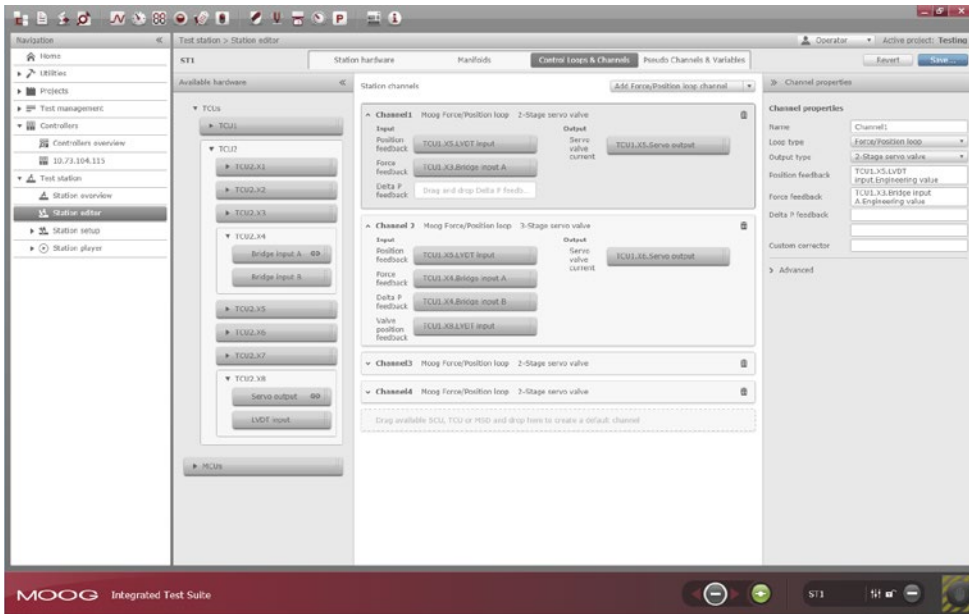 Navigation
Home
Utilities
Projects
Test management
Controllers
Controllers overview
10.73.104.115
Test station
Station overview
Station editor
Station setup
Station player
Test station > Station editor
Operator
Active project: Testing
ST1
Station hardware
Manifolds
Control Loops & Channels
Pseudo Channels & Variables
Revert
Save...
Available hardware
TCUs
TCU1
TCU2
TCU2.X1
TCU2.X2
TCU2.X3
TCU2.X4
Bridge input A
Bridge input B
TCU2.X5
TCU2.X6
TCU2.X7
TCU2.X8
Servo output
LVDT input
MCUs
Station channels
Add Force/Position loop channel
Channel1 Moog Force/Position loop 2-Stage servo valve
Input
Output
Position feedback
TCU1.X5.LVDT input
Servo valve current
TCU1.X5.Servo output
Force feedback
TCU1.X3.Bridge input A
Delta P feedback
Drag and drop Delta P feedb...
Channel 2 Moog Force/Position loop 3-Stage servo valve
Input
Output
Position feedback
TCU1.X6.LVDT input
Servo valve current
TCU1.X6.Servo output
Force feedback
TCU1.X4.Bridge input A
Delta P feedback
TCU1.X4.Bridge input B
Valve position feedback
Channel3 Moog Force/Position loop 2-Stage servo valve
Channel4 Moog Force/Position loop 2-Stage servo valve
Drag available SCU, TCU or MSD and drop here to create a default channel
Channel properties
Channel properties
Name
Channel1
Loop type
Force/Position loop
Output type
2-Stage servo valve
Position feedback
TCU1.X5.LVDT
input.Engineering value
Force feedback
TCU1.X3.Bridge input
A.Engineering value
Delta P feedback
Custom corrector
Advanced
MOOG Integrated Test Suite
ST1